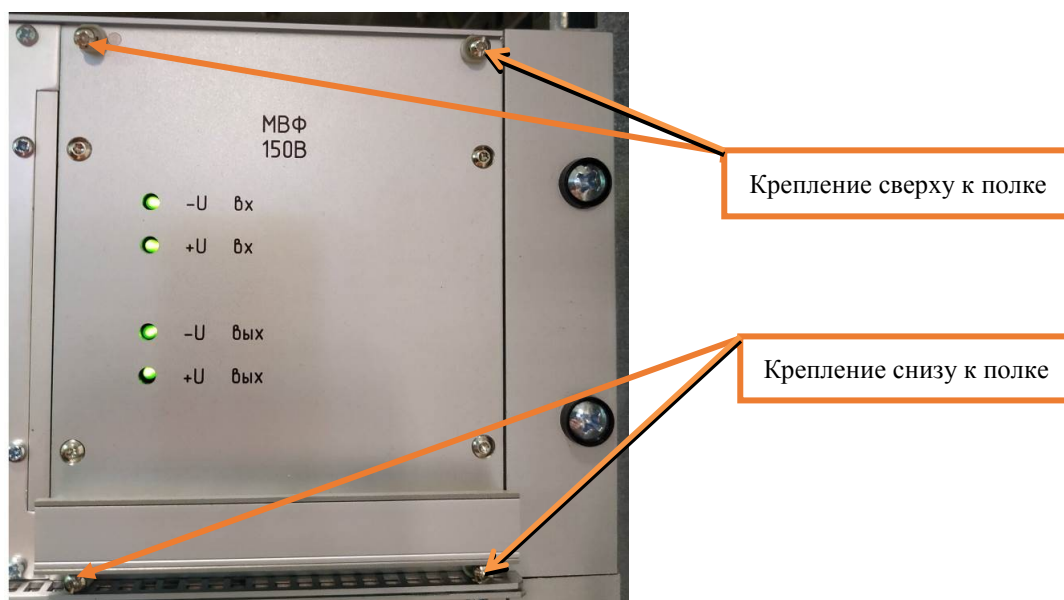 МВФ
150В
-U вх
+U вх
-U вых
+U вых
Крепление сверху к полке
Крепление снизу к полке